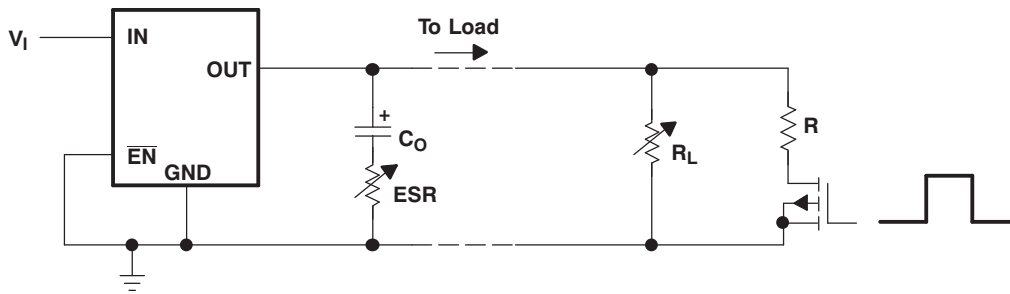 To Load
V_I
IN
OUT
+
C_O
R_L
R
EN
GND
ESR